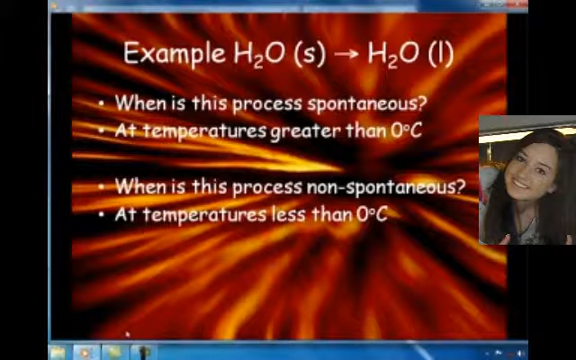 Example H₂O (s) → H₂O (l)
• When is this process spontaneous?
• At temperatures greater than 0°C
• When is this process non-spontaneous?
• At temperatures less than 0°C